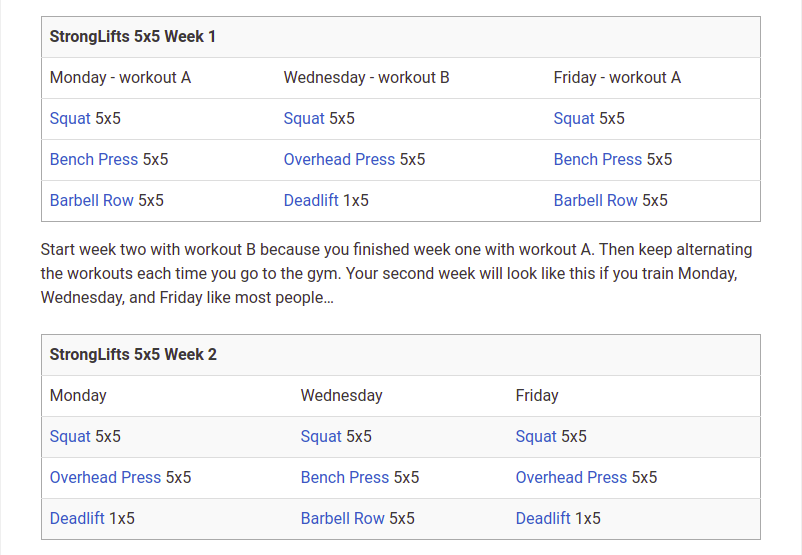 StrongLifts 5x5 Week 1
Monday - workout A Wednesday - workout B Friday - workout A
Squat 5x5 Squat 5x5 Squat 5x5
Bench Press 5x5 Overhead Press 5x5 Bench Press 5x5
Barbell Row 5x5 Deadlift 1x5 Barbell Row 5x5
Start week two with workout B because you finished week one with workout A. Then keep alternating
the workouts each time you go to the gym. Your second week will look like this if you train Monday,
Wednesday, and Friday like most people…
StrongLifts 5x5 Week 2
Monday Wednesday Friday
Squat 5x5 Squat 5x5 Squat 5x5
Overhead Press 5x5 Bench Press 5x5 Overhead Press 5x5
Deadlift 1x5 Barbell Row 5x5 Deadlift 1x5